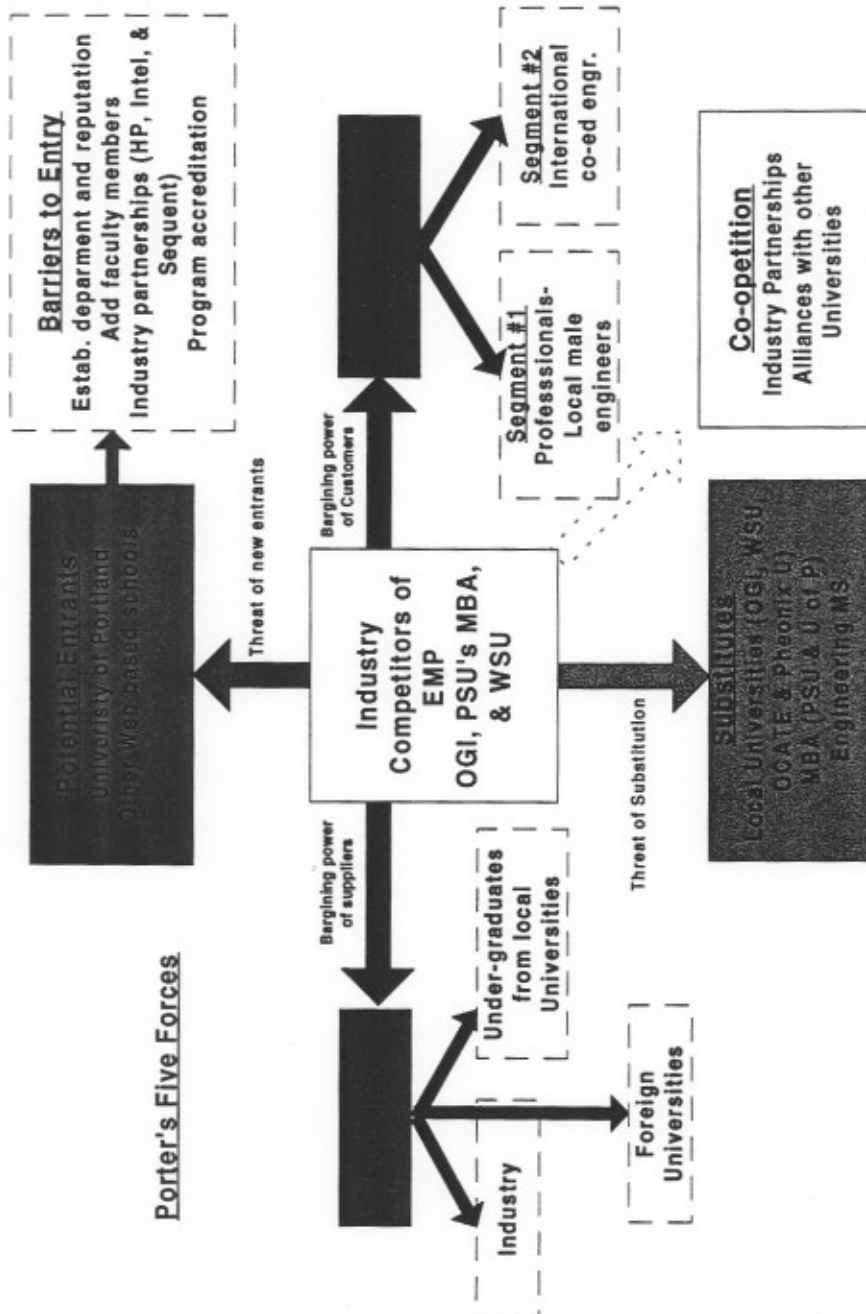 Porter's Five Forces
Potential Entrants
Univeristy of Portland
Other Web based schools
Barriers to Entry
Estab. deparment and reputation
Add faculty members
Industry partnerships (HP, Intel, &
Sequent)
Program accreditation
Threat of new entrants
Bargining power
of suppliers
Bargining power
of Customers
Industry
Competitors of
EMP
OGI, PSU's MBA,
& WSU
Industry
Under-graduates
from local
Universities
Foreign
Universities
Segment #1
Professsionals-
Local male
engineers
Segment #2
International
co-ed engr.
Threat of Substitution
Substitutes
Local Universities (OGI, WSU,
OCATE & Pheonix U)
MBA (PSU & U of P)
Engineering MS
Co-opetition
Industry Partnerships
Alliances with other
Universities